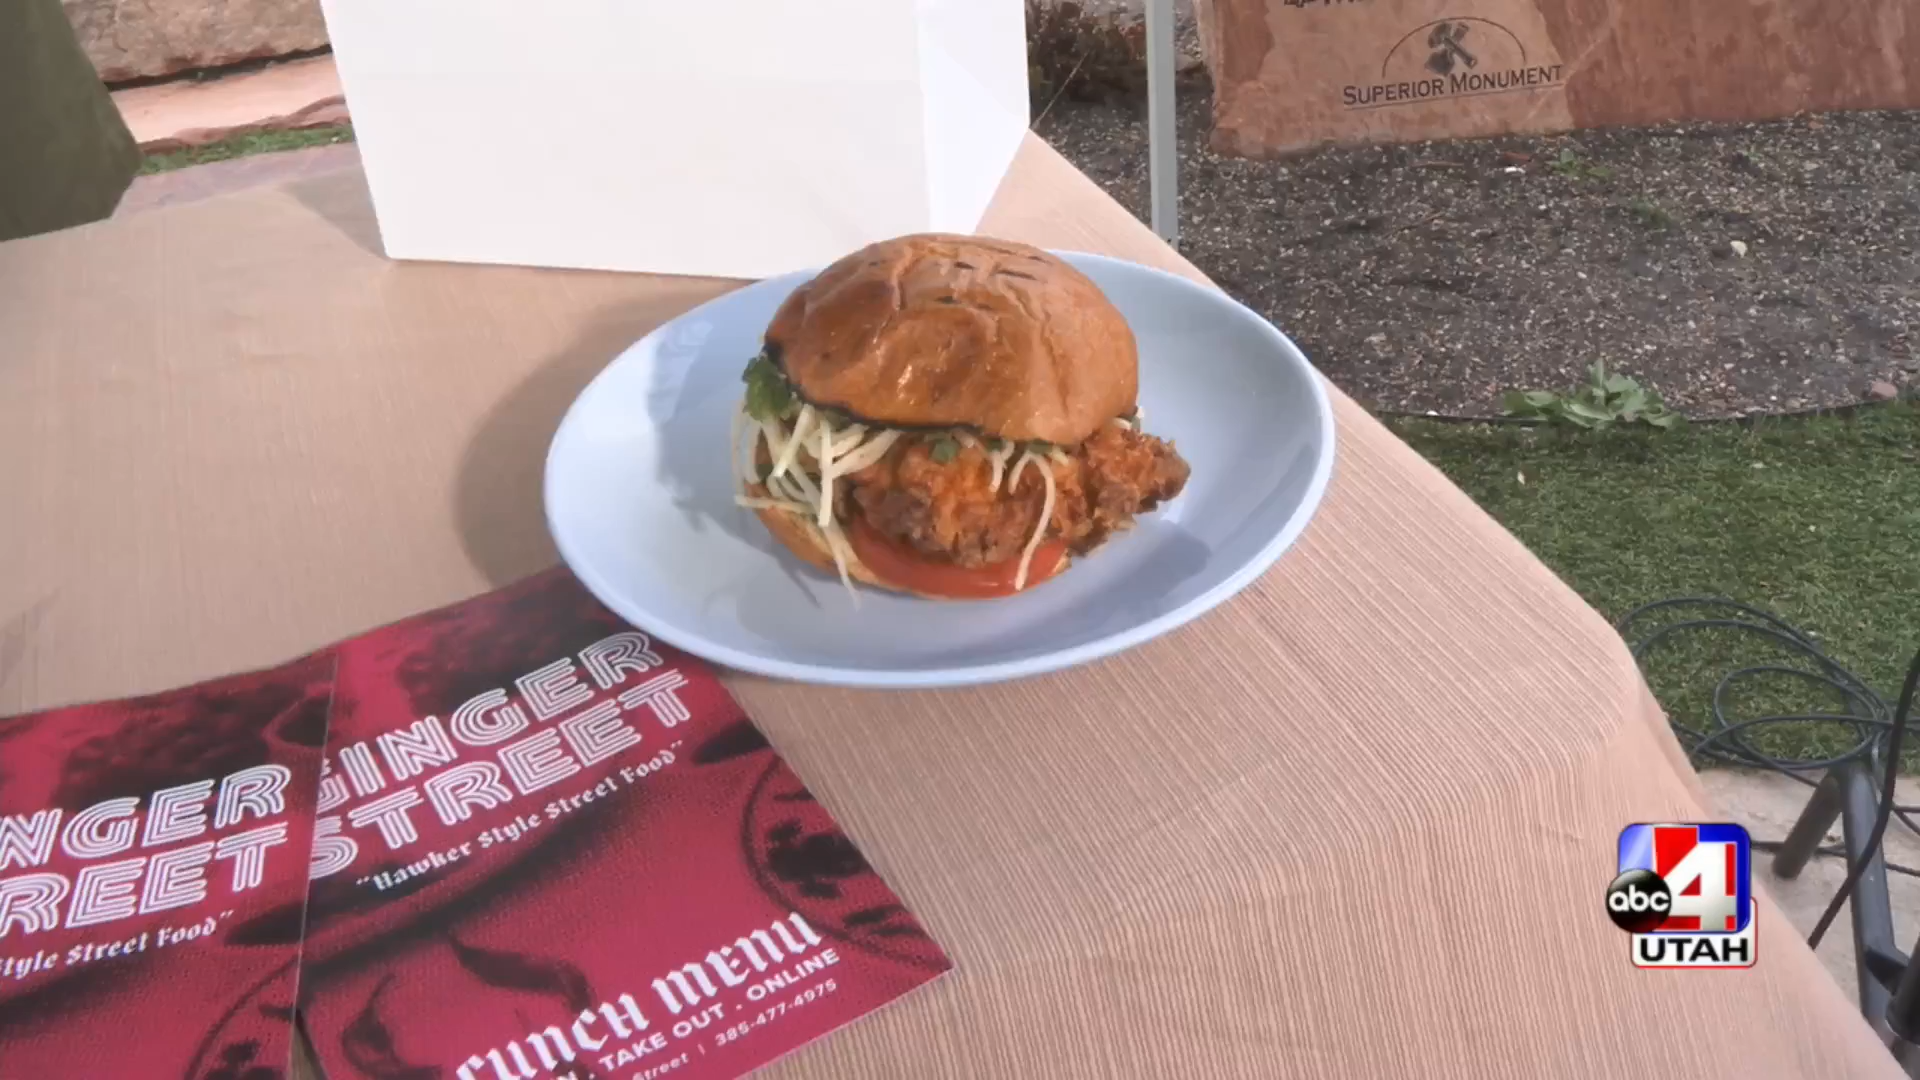 SUPERIOR MONUMENT
GINGER
STREET
"Hawker Style Street Food"
NGER
REET
Style Street Food"
LUNCH MENU
TAKE OUT . ONLINE
Street | 385-477-4975
abc 4
UTAH